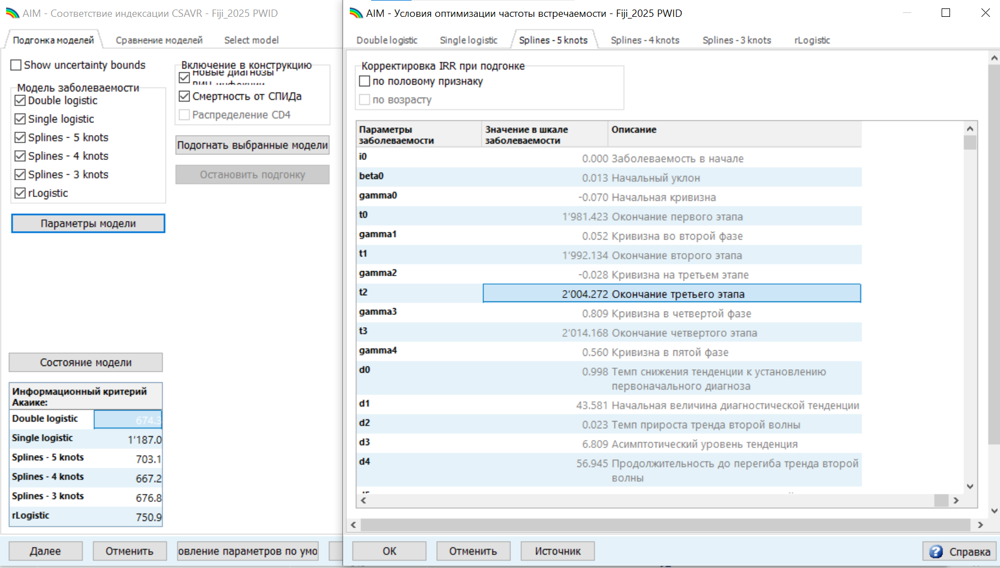 AIM - Соответствие индексации CSAVR - Fiji_2025 PWID
Подгонка моделей
Сравнение моделей
Select model
Show uncertainty bounds
Модель заболеваемости
Double logistic
Single logistic
Splines - 5 knots
Splines - 4 knots
Splines - 3 knots
rLogistic
Включение в конструкцию
Новые диагнозы
ВИЧ-инфекции
Смертность от СПИДа
Распределение CD4
Подогнать выбранные модели
Остановить подгонку
Параметры модели
Состояние модели
Информационный критерий
Акаике:
Double logistic 674.3
Single logistic 1'187.0
Splines - 5 knots 703.1
Splines - 4 knots 667.2
Splines - 3 knots 676.8
rLogistic 750.9
Далее
Отменить
овление параметров по умо
AIM - Условия оптимизации частоты встречаемости - Fiji_2025 PWID
Double logistic
Single logistic
Splines - 5 knots
Splines - 4 knots
Splines - 3 knots
rLogistic
Корректировка IRR при подгонке
по половому признаку
по возрасту
Параметры заболеваемости
Значение в шкале заболеваемости
Описание
i0 0.000 Заболеваемость в начале
beta0 0.013 Начальный уклон
gamma0 -0.070 Начальная кривизна
t0 1'981.423 Окончание первого этапа
gamma1 0.052 Кривизна во второй фазе
t1 1'992.134 Окончание второго этапа
gamma2 -0.028 Кривизна на третьем этапе
t2 2'004.272 Окончание третьего этапа
gamma3 0.809 Кривизна в четвертой фазе
t3 2'014.168 Окончание четвертого этапа
gamma4 0.560 Кривизна в пятой фазе
d0 0.998 Темп снижения тенденции к установлению
первоначального диагноза
d1 43.581 Начальная величина диагностической тенденции
d2 0.023 Темп прироста тренда второй волны
d3 6.809 Асимптотический уровень тенденция
d4 56.945 Продолжительность до перегиба тренда второй
волны
ОК
Отменить
Источник
Справка